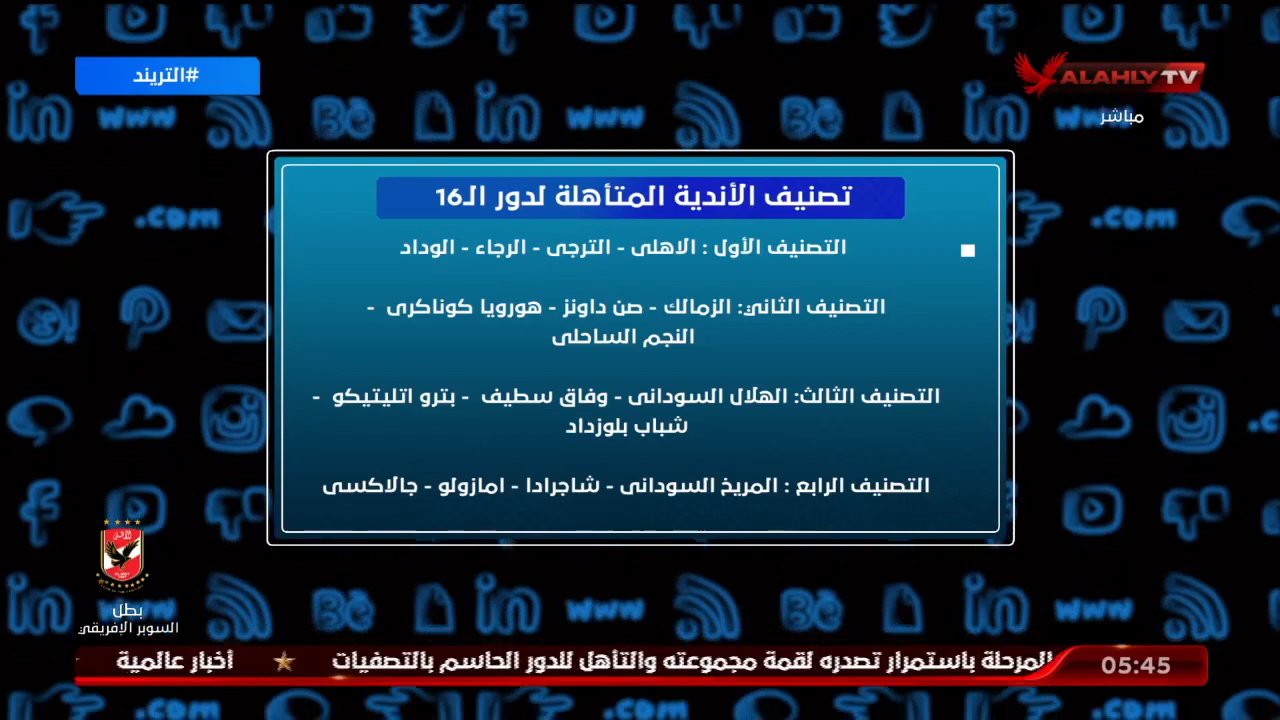 #التريند
ALAHLY TV
مباشر
تصنيف الأندية المتأهلة لدور الـ16
التصنيف الأول : الاهلى - الترجى - الرجاء - الوداد
التصنيف الثاني: الزمالك - صن داونز - هورويا كوناكرى -
النجم الساحلى
التصنيف الثالث: الهلال السودانى - وفاق سطيف - بترو اتليتيكو -
شباب بلوزداد
التصنيف الرابع : المريخ السودانى - شاجرادا - امازولو - جالاكسى
بطل
السوبر الإفريقي
المرحلة باستمرار تصدره لقمة مجموعته والتأهل للدور الحاسم بالتصفيات ★ أخبار عالمية
05:45